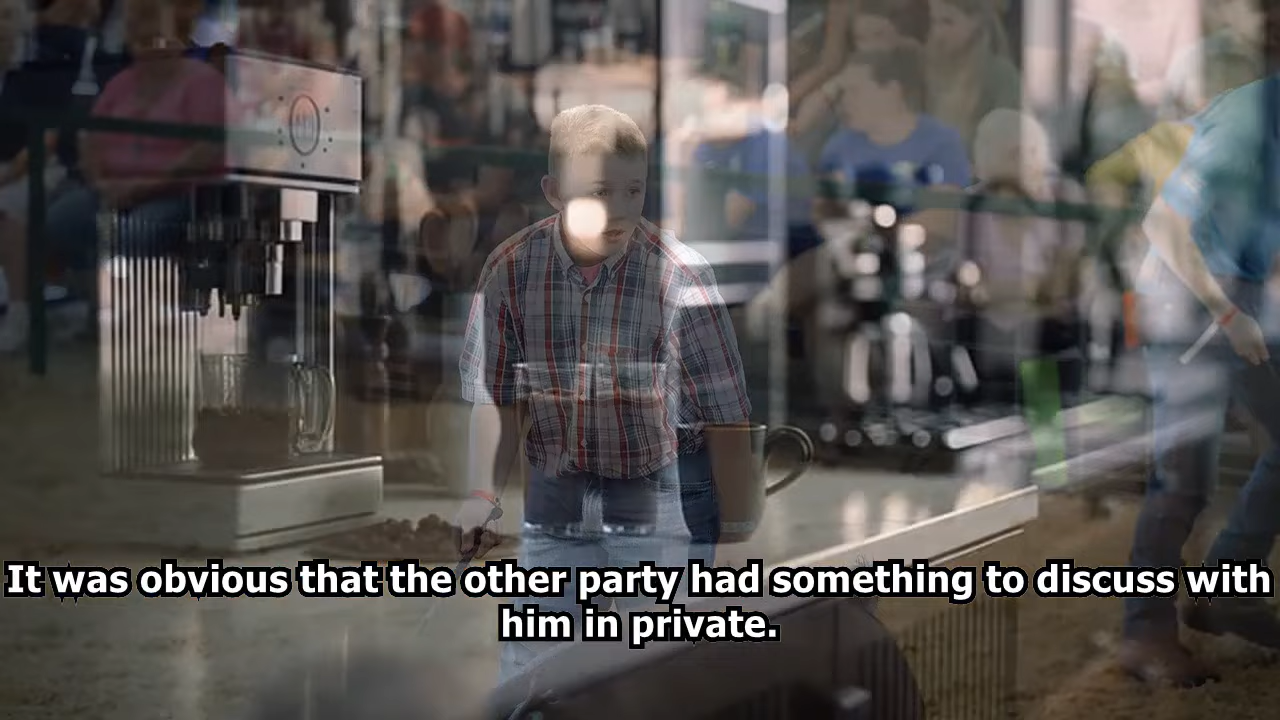 It was obvious that the other party had something to discuss with
him in private.